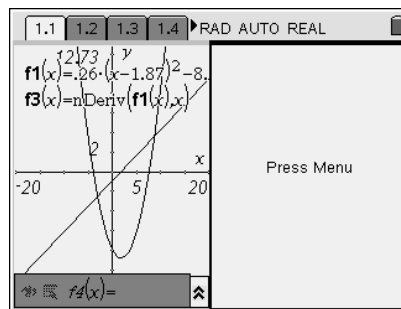 1.1 1.2 1.3 1.4 RAD AUTO REAL
12.73 y
f1(x)=.26·(x-1.87)²-8..
f3(x)=nDeriv(f1(x),x)
2
x
-20 5 20
Press Menu
f4(x)=